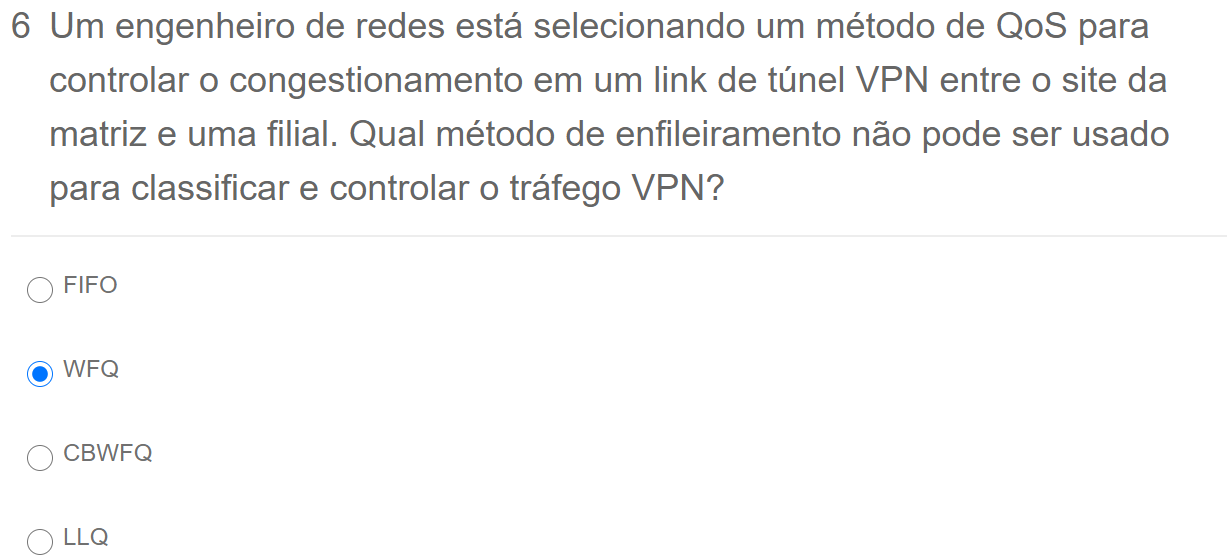 6 Um engenheiro de redes está selecionando um método de QoS para
controlar o congestionamento em um link de túnel VPN entre o site da
matriz e uma filial. Qual método de enfileiramento não pode ser usado
para classificar e controlar o tráfego VPN?
FIFO
WFQ
CBWFQ
LLQ